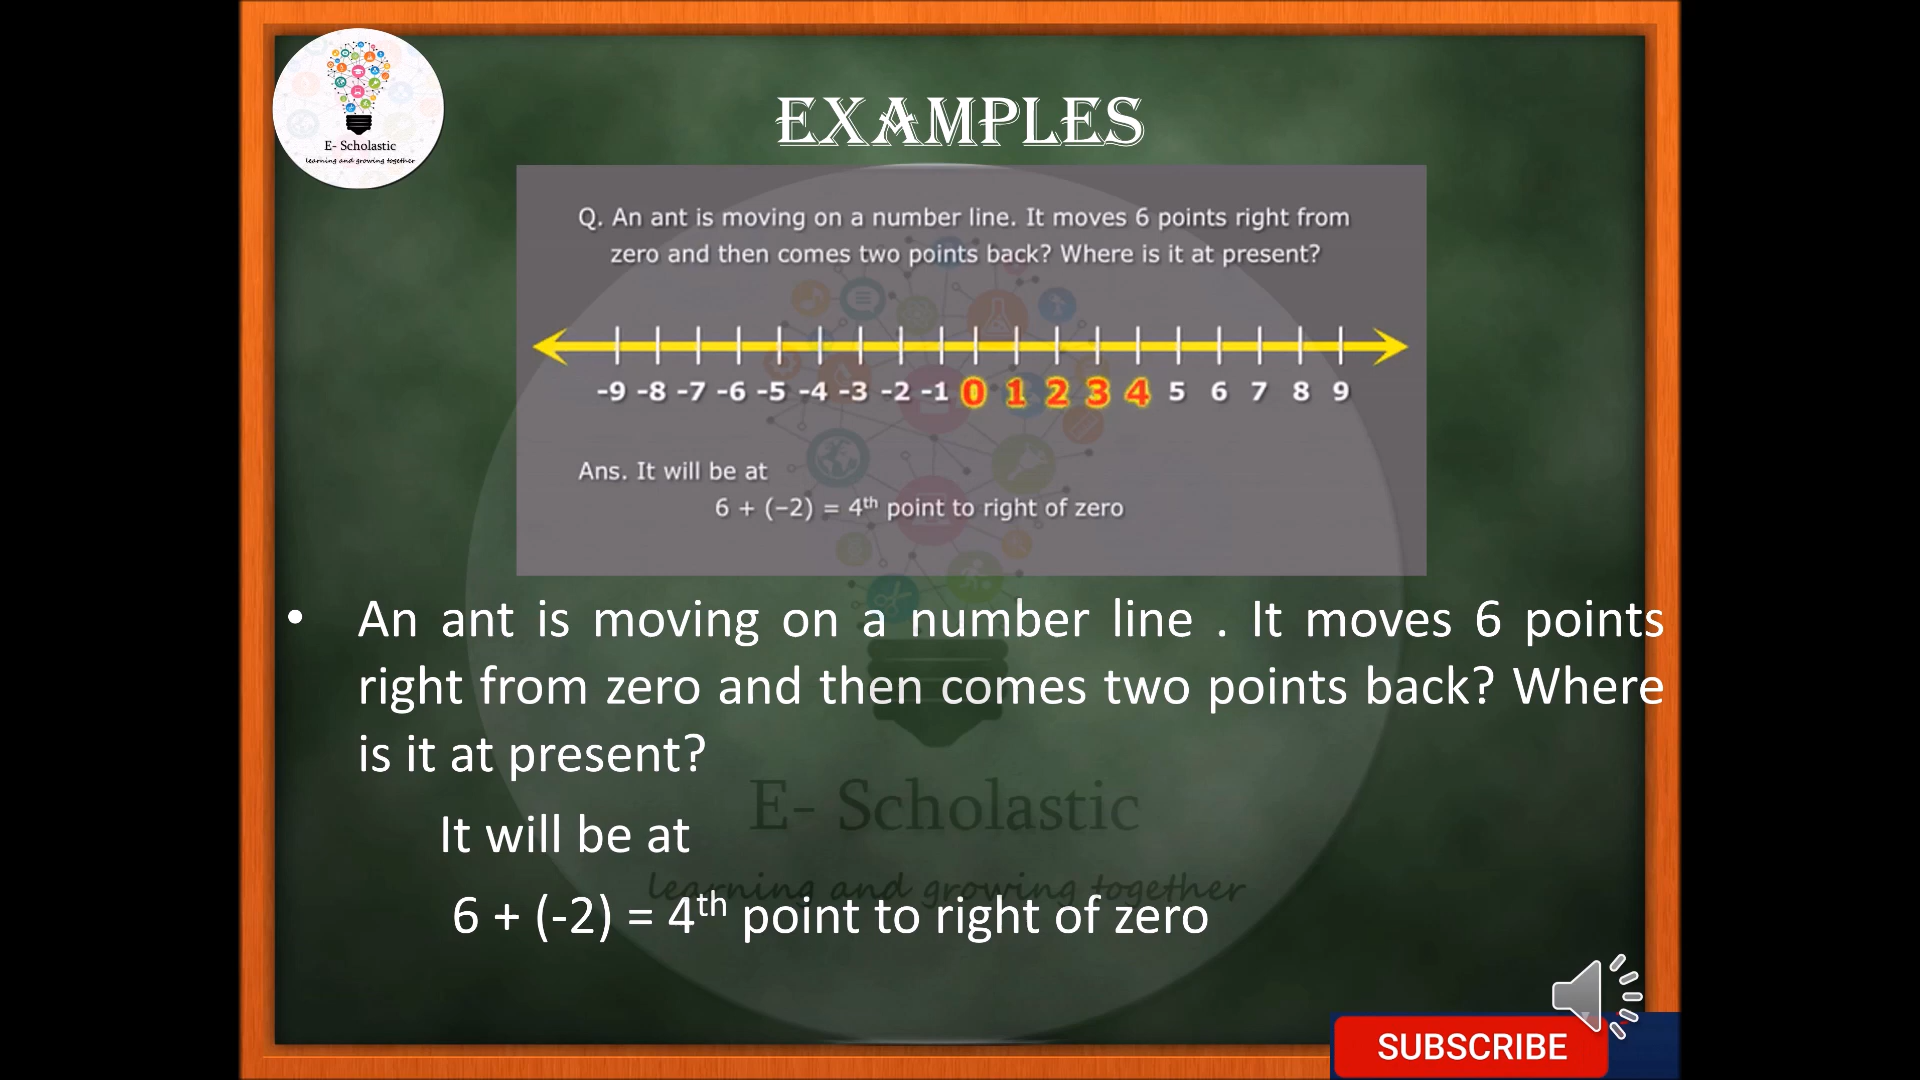 E- Scholastic
learning and growing together
EXAMPLES
Q. An ant is moving on a number line. It moves 6 points right from
zero and then comes two points back? Where is it at present?
-9 -8 -7 -6 -5 -4 -3 -2 -1 0 1 2 3 4 5 6 7 8 9
Ans. It will be at
6 + (−2) = 4th point to right of zero
• An ant is moving on a number line . It moves 6 points
right from zero and then comes two points back? Where
is it at present?
E- Scholastic
It will be at
learning and growing together
6 + (-2) = 4th point to right of zero
SUBSCRIBE